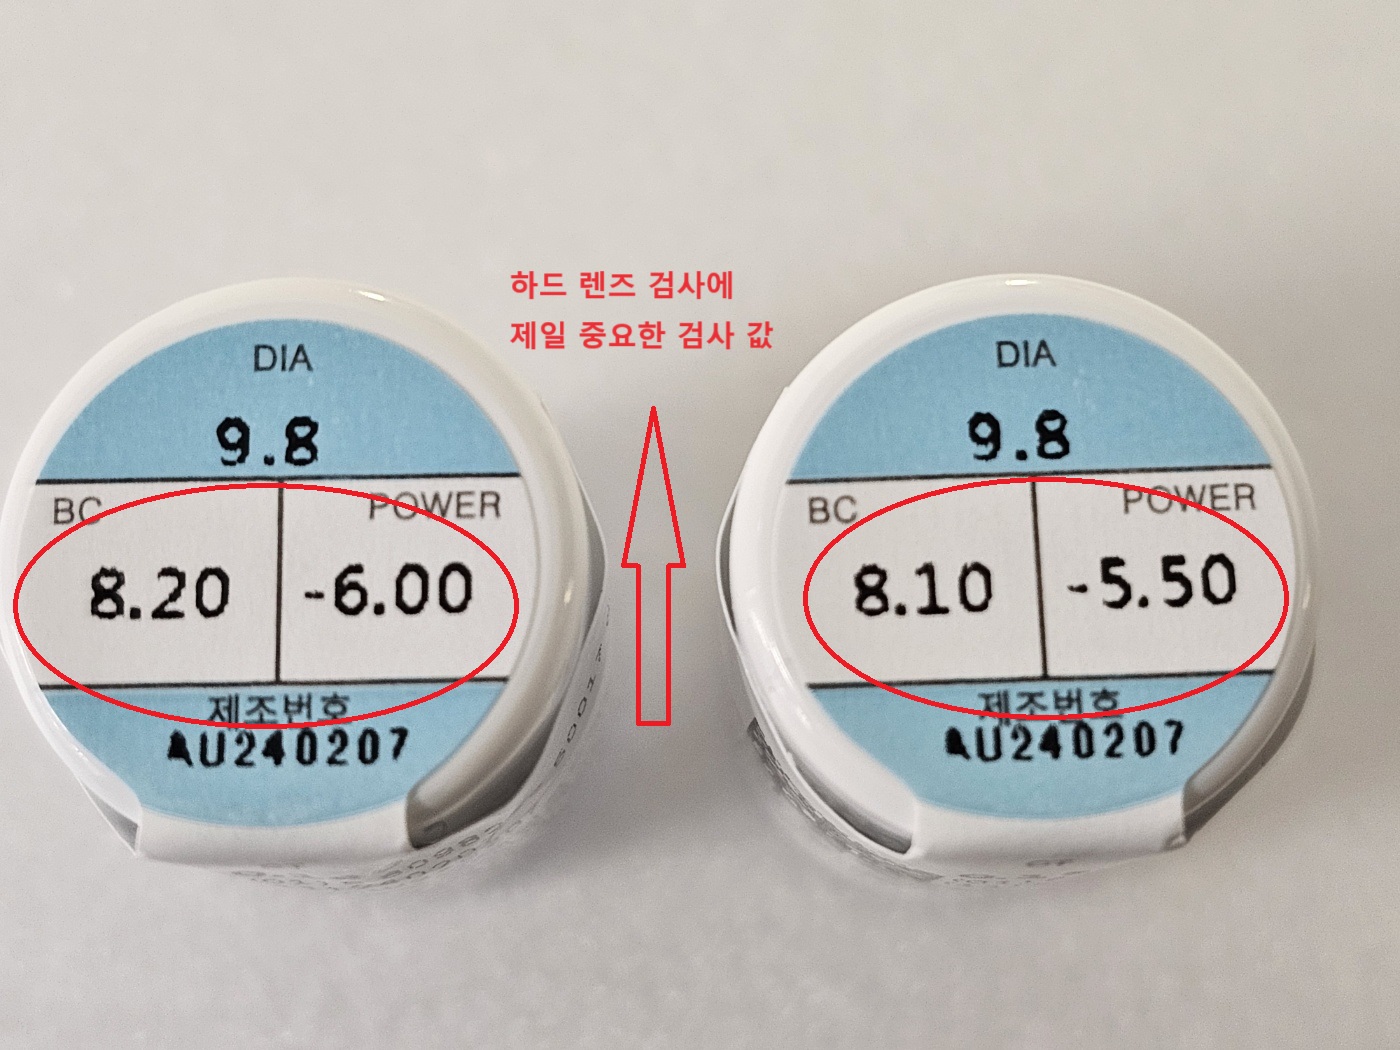 하드 렌즈 검사에
제일 중요한 검사 값
DIA
9.8
BC
POWER
8.20
-6.00
제조번호
AU240207
DIA
9.8
BC
POWER
8.10
-5.50
제조번호
AU240207